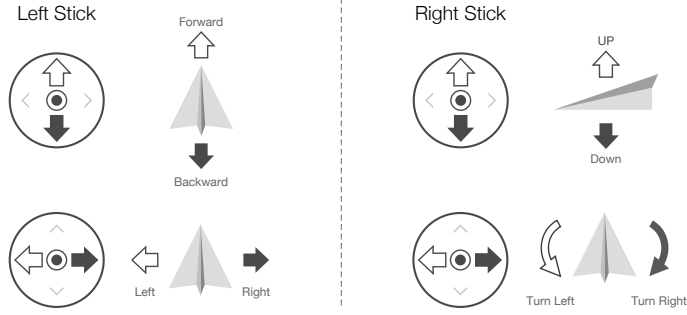 Left Stick
Forward
Backward
Left
Right
Right Stick
UP
Down
Turn Left
Turn Right